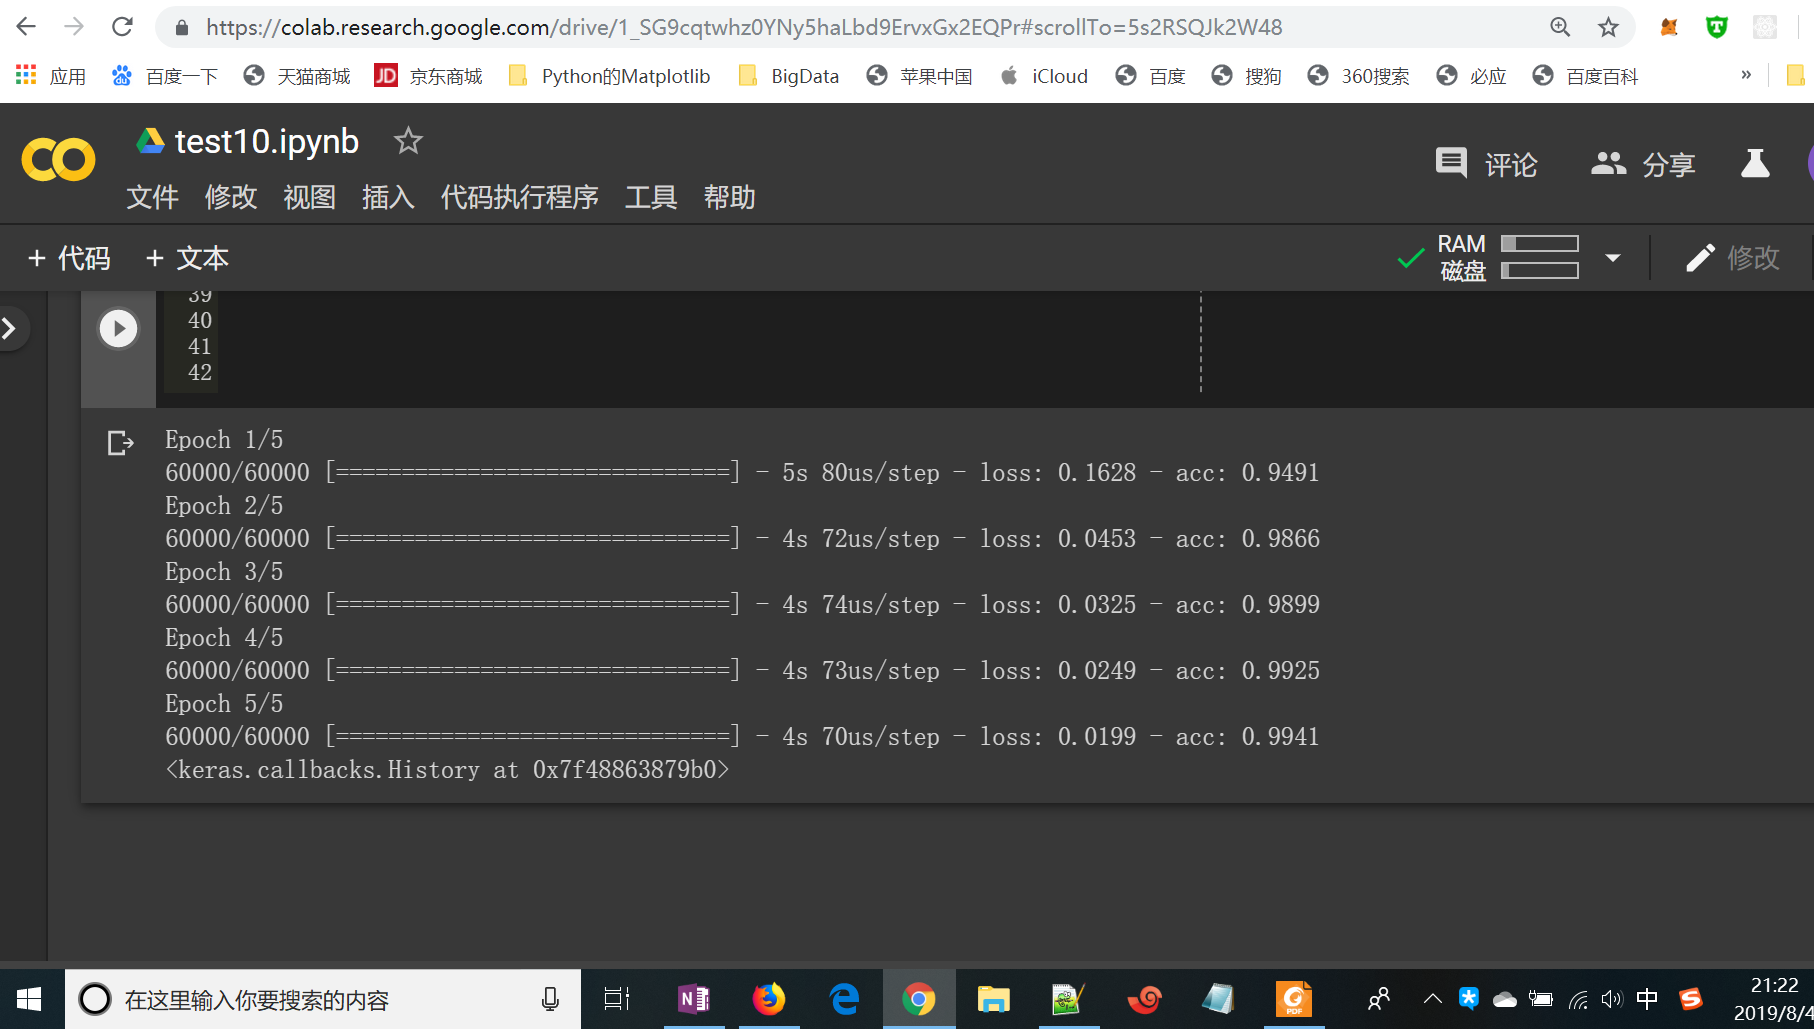 https://colab.research.google.com/drive/1_SG9cqtwhz0YNy5haLbd9ErvxGx2EQPr#scrollTo=5s2RSQJk2W48
应用 百度一下 天猫商城 JD 京东商城 Python的Matplotlib BigData 苹果中国 iCloud 百度 搜狗 360搜索 必应 百度百科 »
test10.ipynb
评论 分享
文件 修改 视图 插入 代码执行程序 工具 帮助
+ 代码 + 文本 RAM 磁盘 修改
39
40
41
42
Epoch 1/5
60000/60000 [==============================] - 5s 80us/step - loss: 0.1628 - acc: 0.9491
Epoch 2/5
60000/60000 [==============================] - 4s 72us/step - loss: 0.0453 - acc: 0.9866
Epoch 3/5
60000/60000 [==============================] - 4s 74us/step - loss: 0.0325 - acc: 0.9899
Epoch 4/5
60000/60000 [==============================] - 4s 73us/step - loss: 0.0249 - acc: 0.9925
Epoch 5/5
60000/60000 [==============================] - 4s 70us/step - loss: 0.0199 - acc: 0.9941
<keras.callbacks.History at 0x7f48863879b0>
在这里输入你要搜索的内容 中 21:22
2019/8/4